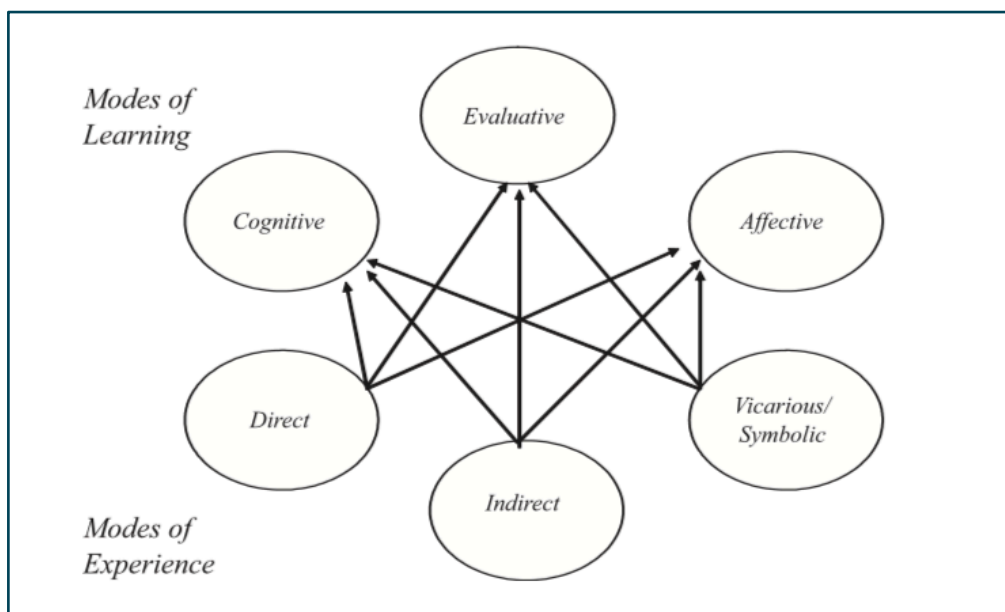 Modes of
Learning
Evaluative
Cognitive
Affective
Direct
Vicarious/
Symbolic
Indirect
Modes of
Experience